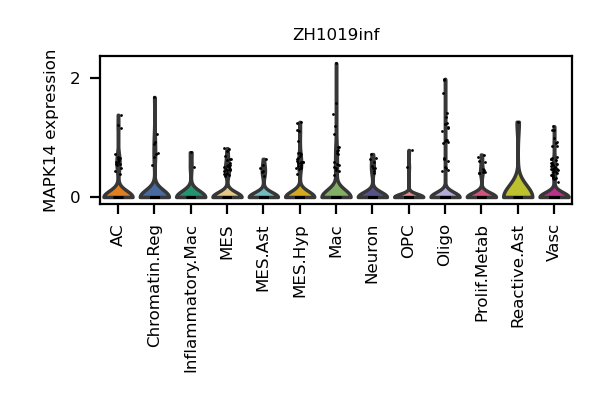 ZH1019inf
MAPK14 expression
2
0
AC
Chromatin.Reg
Inflammatory.Mac
MES
MES.Ast
MES.Hyp
Mac
Neuron
OPC
Oligo
Prolif.Metab
Reactive.Ast
Vasc